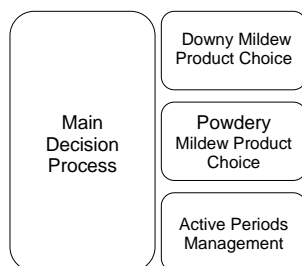 Main
Decision
Process
Downy Mildew
Product Choice
Powdery
Mildew Product
Choice
Active Periods
Management